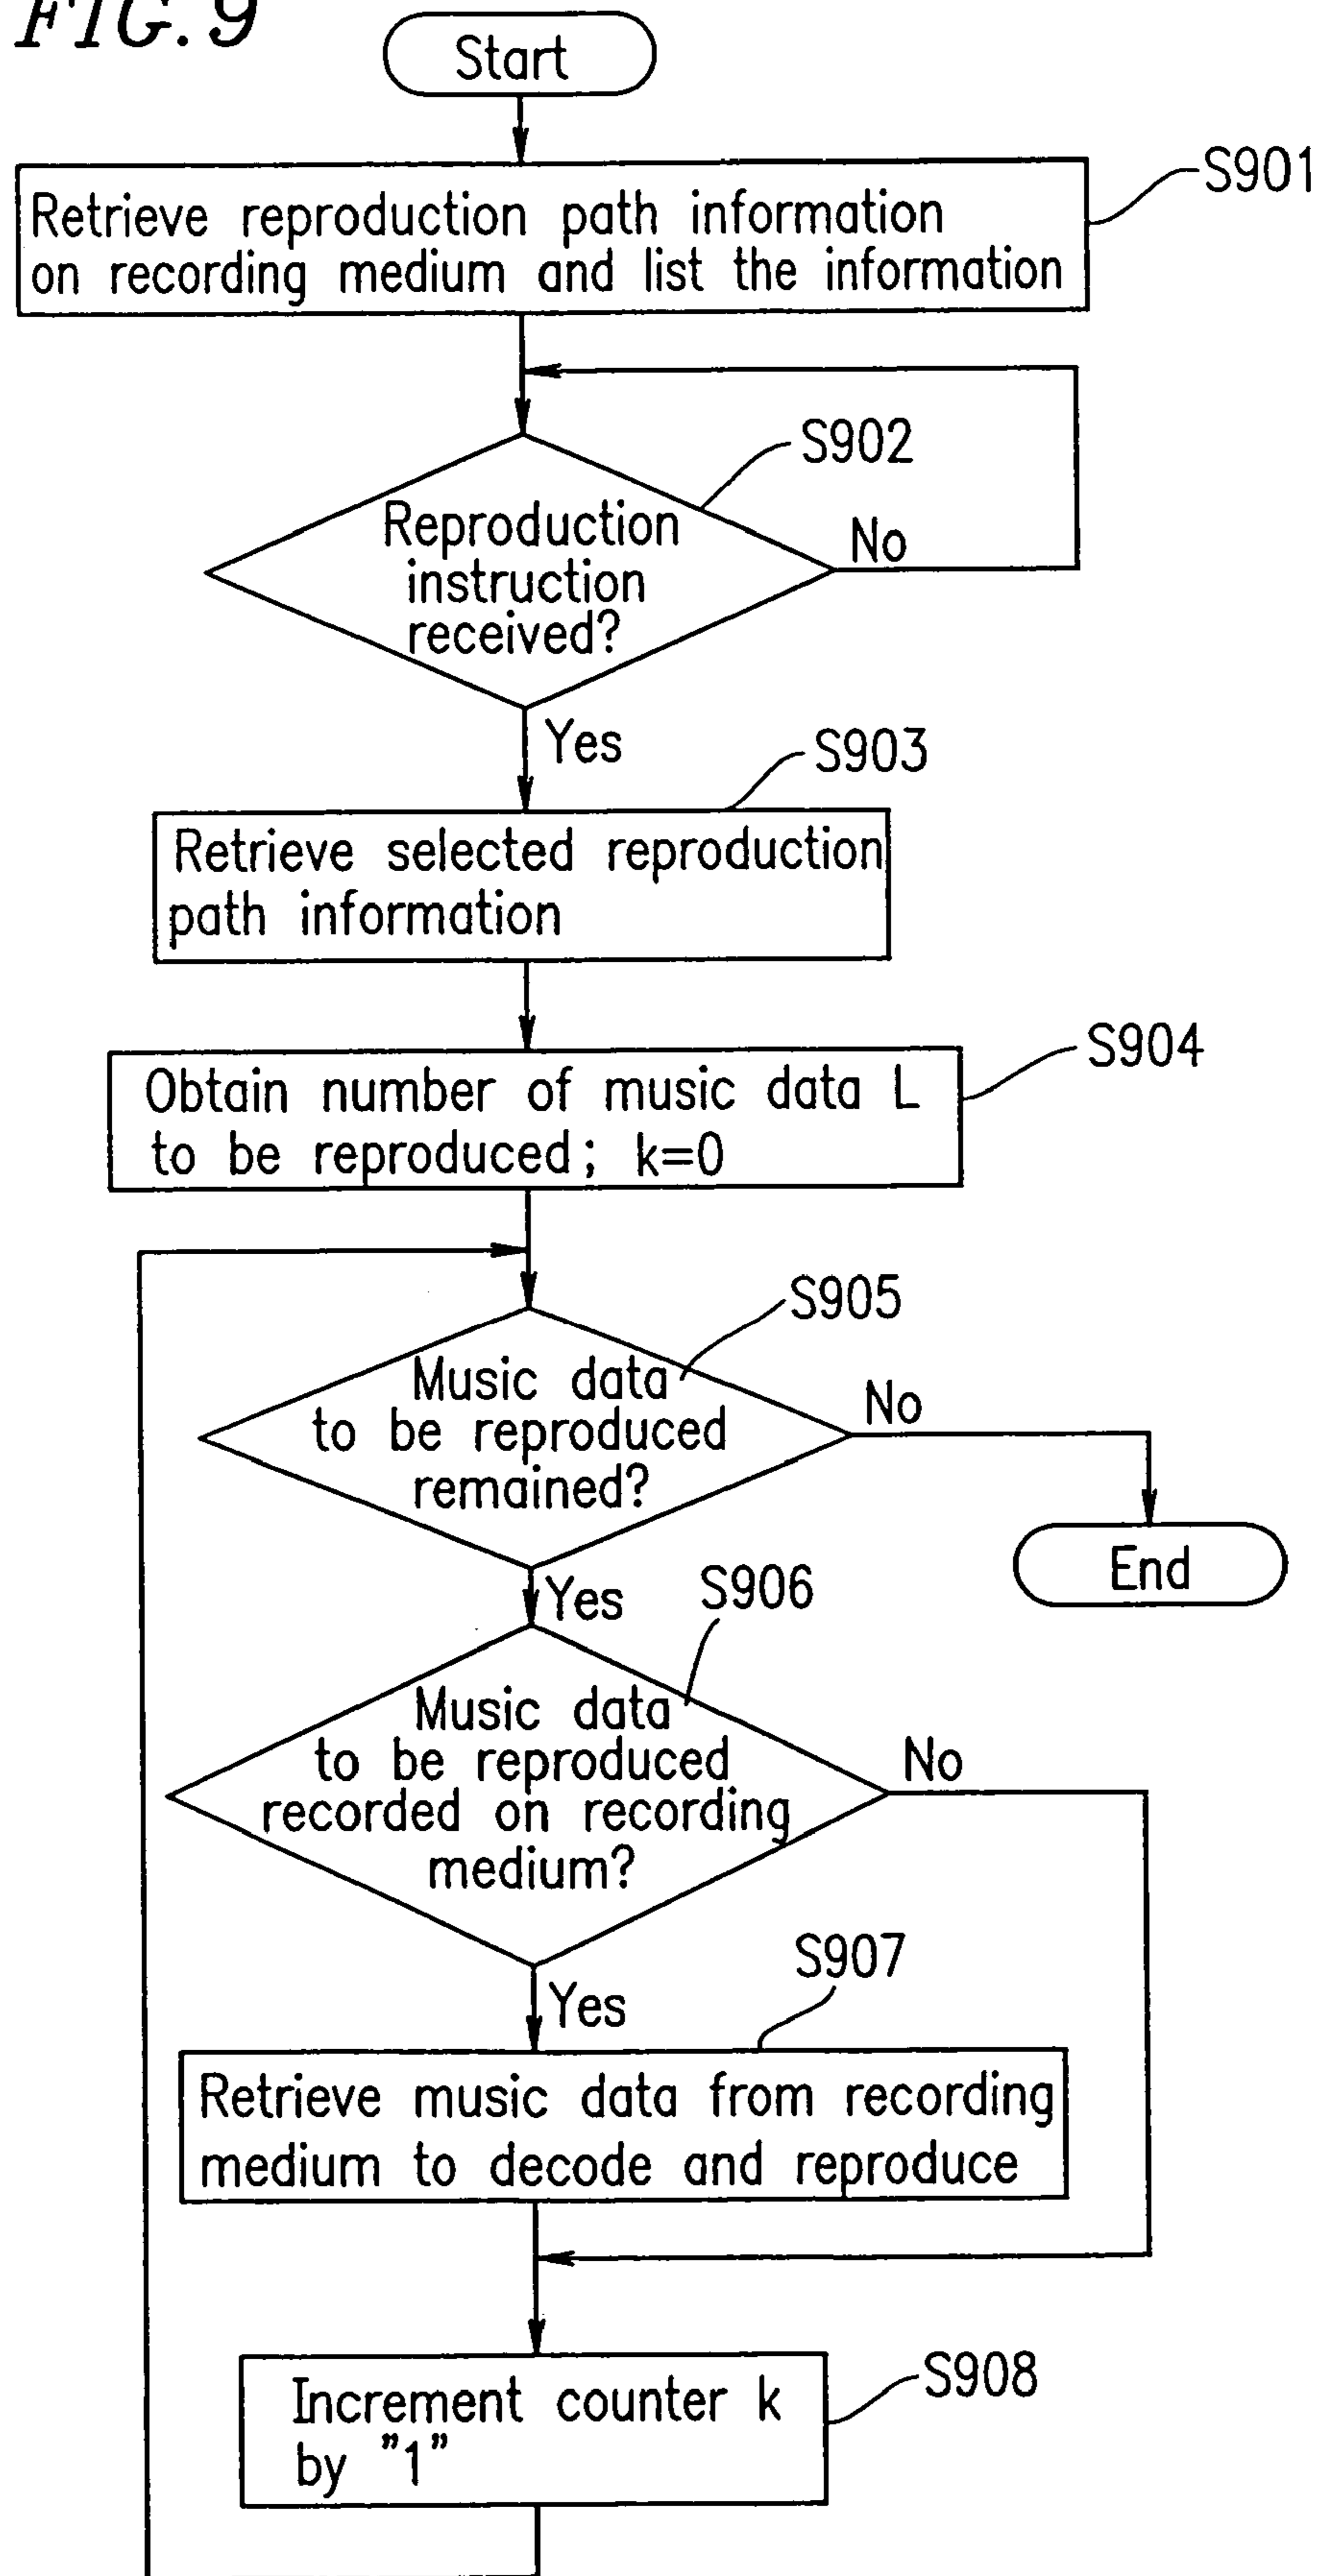 FIG. 9
Start
S901
Retrieve reproduction path information
on recording medium and list the information
S902
Reproduction
instruction
received?
No
Yes
S903
Retrieve selected reproduction
path information
S904
Obtain number of music data L
to be reproduced; k=0
S905
Music data
to be reproduced
remained?
No
End
Yes
S906
Music data
to be reproduced
recorded on recording
medium?
No
Yes
S907
Retrieve music data from recording
medium to decode and reproduce
S908
Increment counter k
by "1"